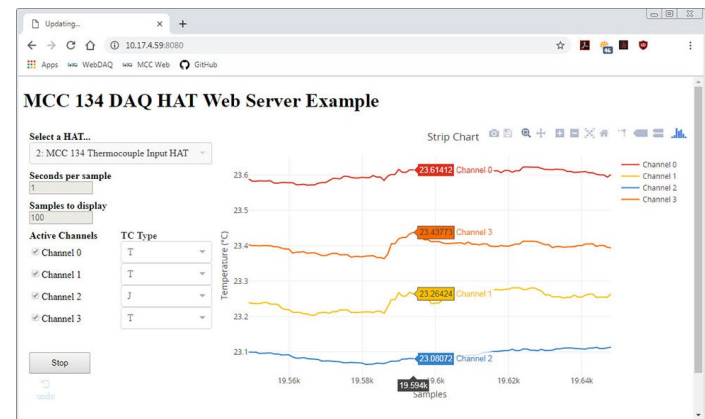 Updating...
10.17.4.59:8080
46
Apps
WebDAQ
MCC Web
GitHub
MCC 134 DAQ HAT Web Server Example
Select a HAT...
2: MCC 134 Thermocouple Input HAT
Seconds per sample
1
Samples to display
100
Active Channels TC Type
Channel 0 T
Channel 1 T
Channel 2 J
Channel 3 T
Stop
undo
Strip Chart
Temperature (°C)
23.6
23.5
23.4
23.3
23.2
23.1
23.61412 Channel 0
23.43773 Channel 3
23.26424 Channel 1
23.08072 Channel 2
Channel 0
Channel 1
Channel 2
Channel 3
19.56k 19.58k 19.594k 19.6k 19.62k 19.64k
Samples